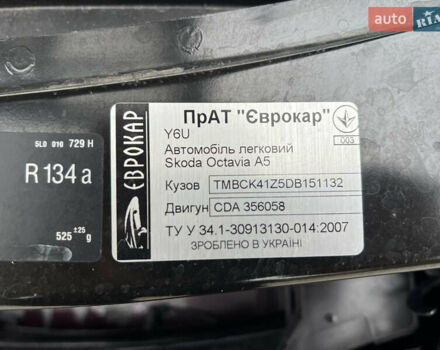 auto RIA
ПрАТ "Єврокар"
003
Y6U
Автомобіль легковий
Skoda Octavia A5
Кузов TMBCK41Z5DB151132
Двигун CDA 356058
ТУ У 34.1-30913130-014:2007
ЗРОБЛЕНО В УКРАЇНІ
ЄВРОКАР
5L0 010 729 H
R 134 a
525 ±25 g